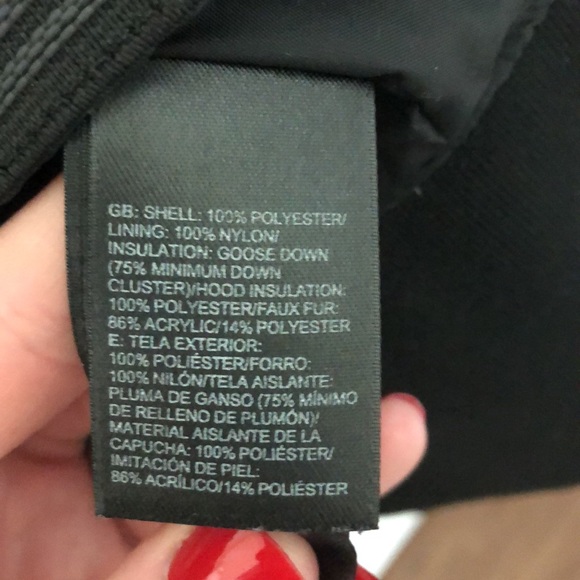 GB: SHELL: 100% POLYESTER/
LINING: 100% NYLON/
INSULATION: GOOSE DOWN
(75% MINIMUM DOWN
CLUSTER)/HOOD INSULATION:
100% POLYESTER/FAUX FUR:
86% ACRYLIC/14% POLYESTER
E: TELA EXTERIOR:
100% POLIÉSTER/FORRO:
100% NILÓN/TELA AISLANTE:
PLUMA DE GANSO (75% MÍNIMO
DE RELLENO DE PLUMÓN)/
MATERIAL AISLANTE DE LA
CAPUCHA: 100% POLIÉSTER/
IMITACIÓN DE PIEL:
86% ACRÍLICO/14% POLIÉSTER